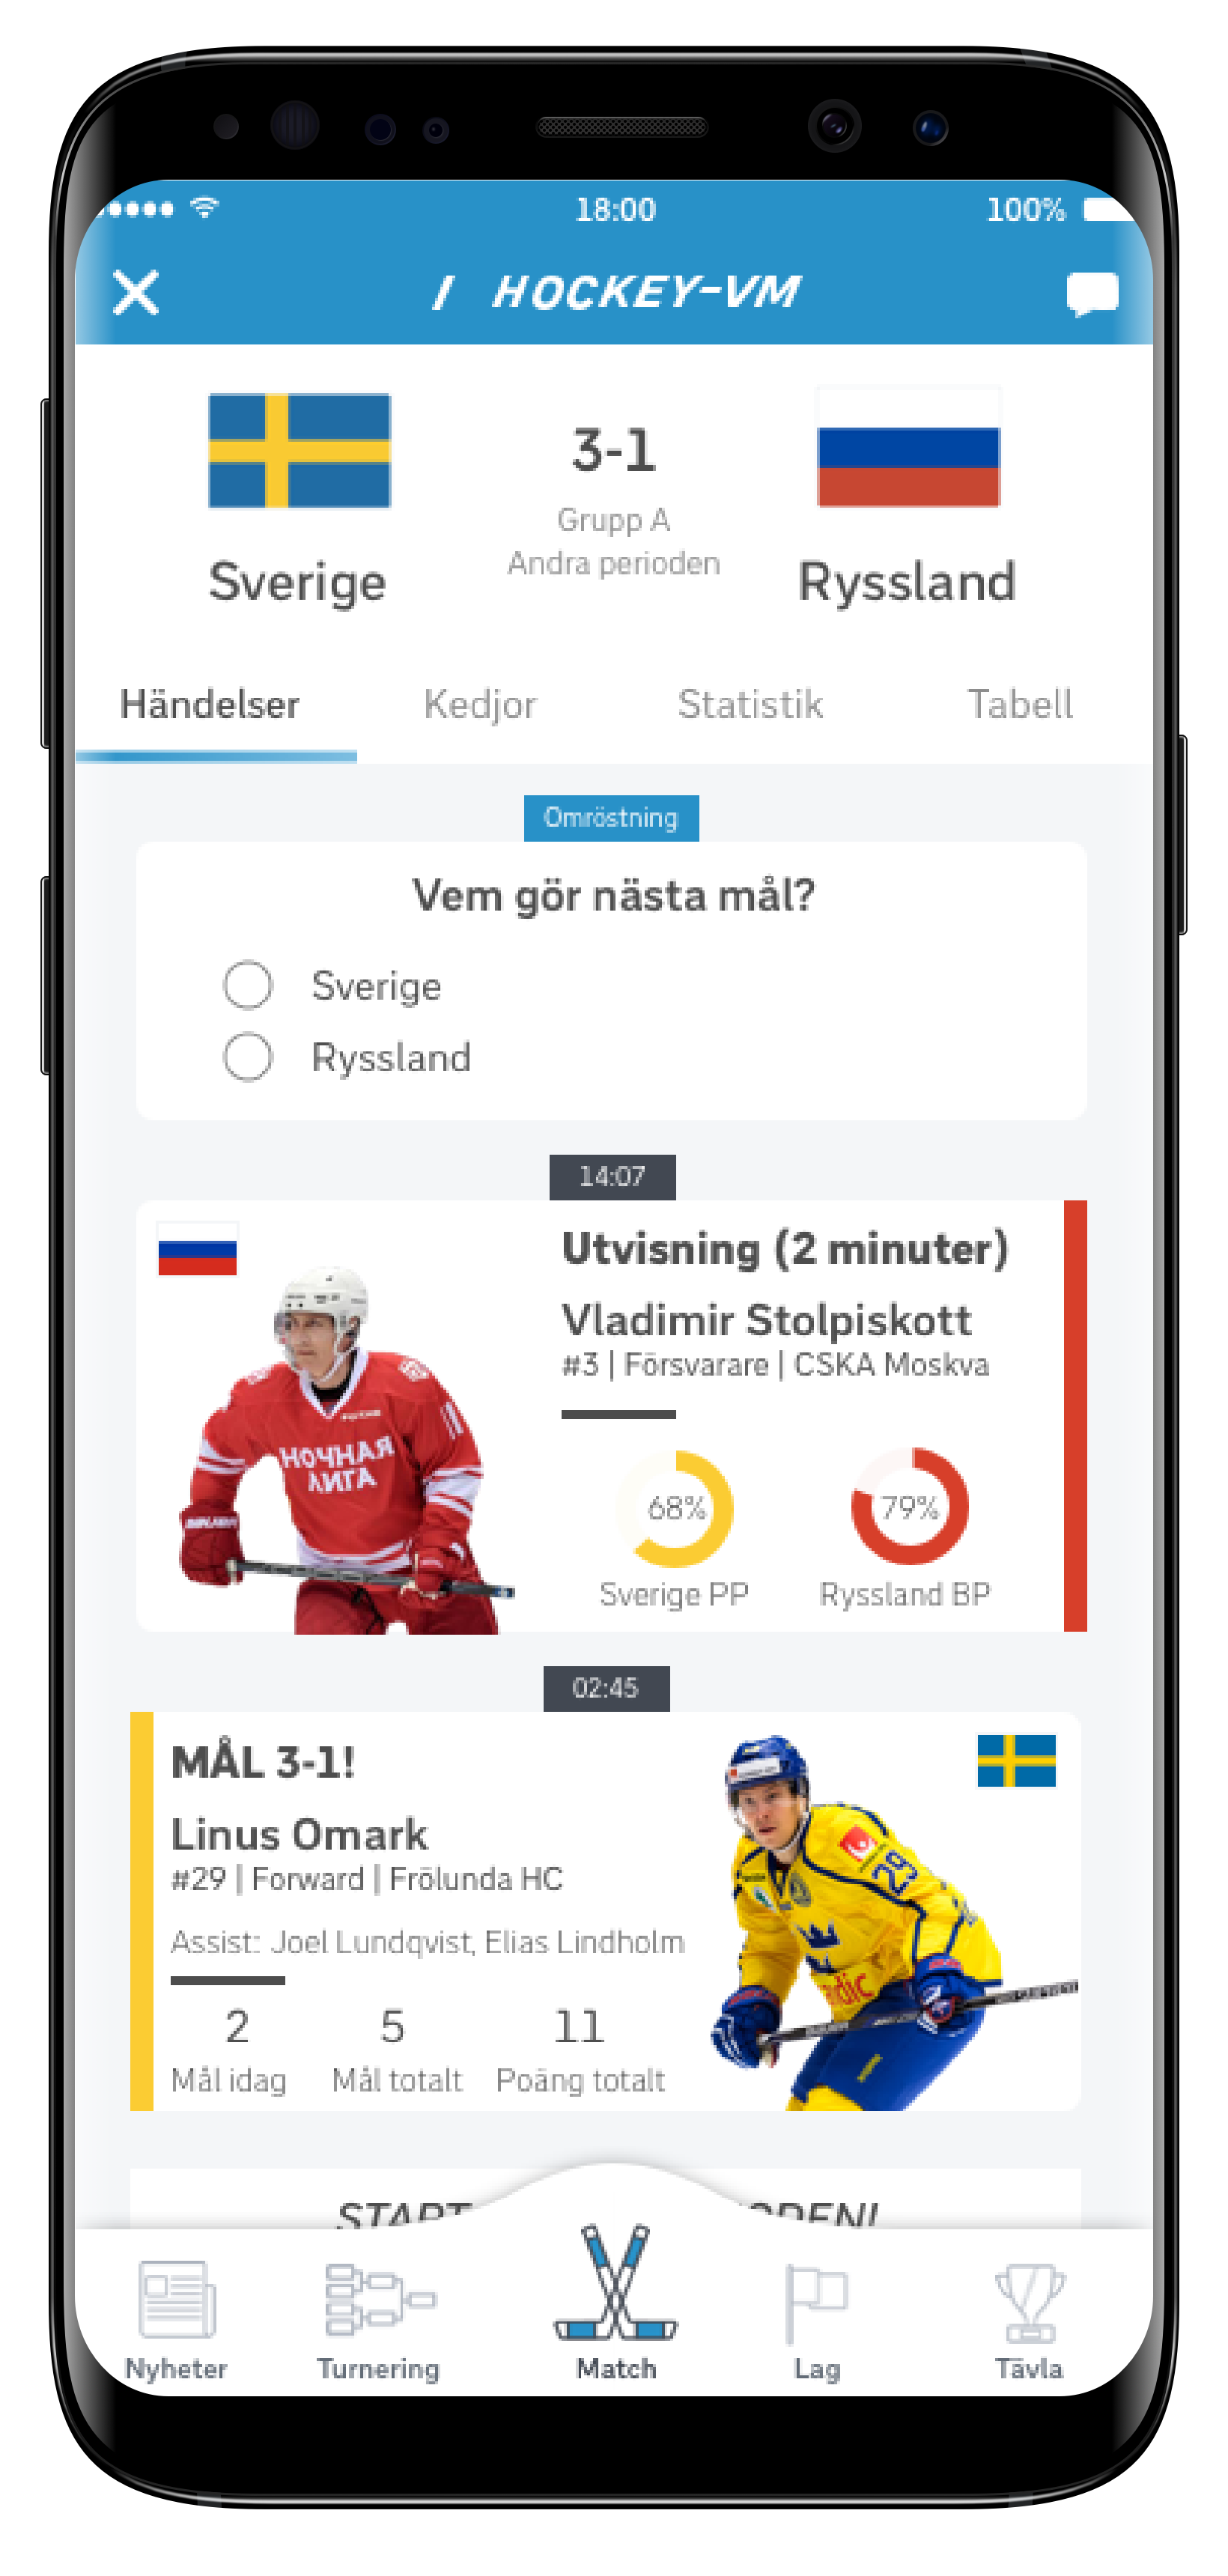 18:00
100%
/ HOCKEY-VM
3-1
Grupp A
Andra perioden
Sverige
Ryssland
Händelser
Kedjor
Statistik
Tabell
Omröstning
Vem gör nästa mål?
Sverige
Ryssland
14:07
Utvisning (2 minuter)
Vladimir Stolpiskott
#3 | Försvarare | CSKA Moskva
РОССИЯ
НОЧНАЯ
ЛИГА
68%
79%
Sverige PP
Ryssland BP
02:45
MÅL 3-1!
Linus Omark
#29 | Forward | Frölunda HC
Assist: Joel Lundqvist, Elias Lindholm
29
2
5
11
Mål idag
Mål totalt
Poäng totalt
START
Nyheter
Turnering
Match
Lag
Tävla